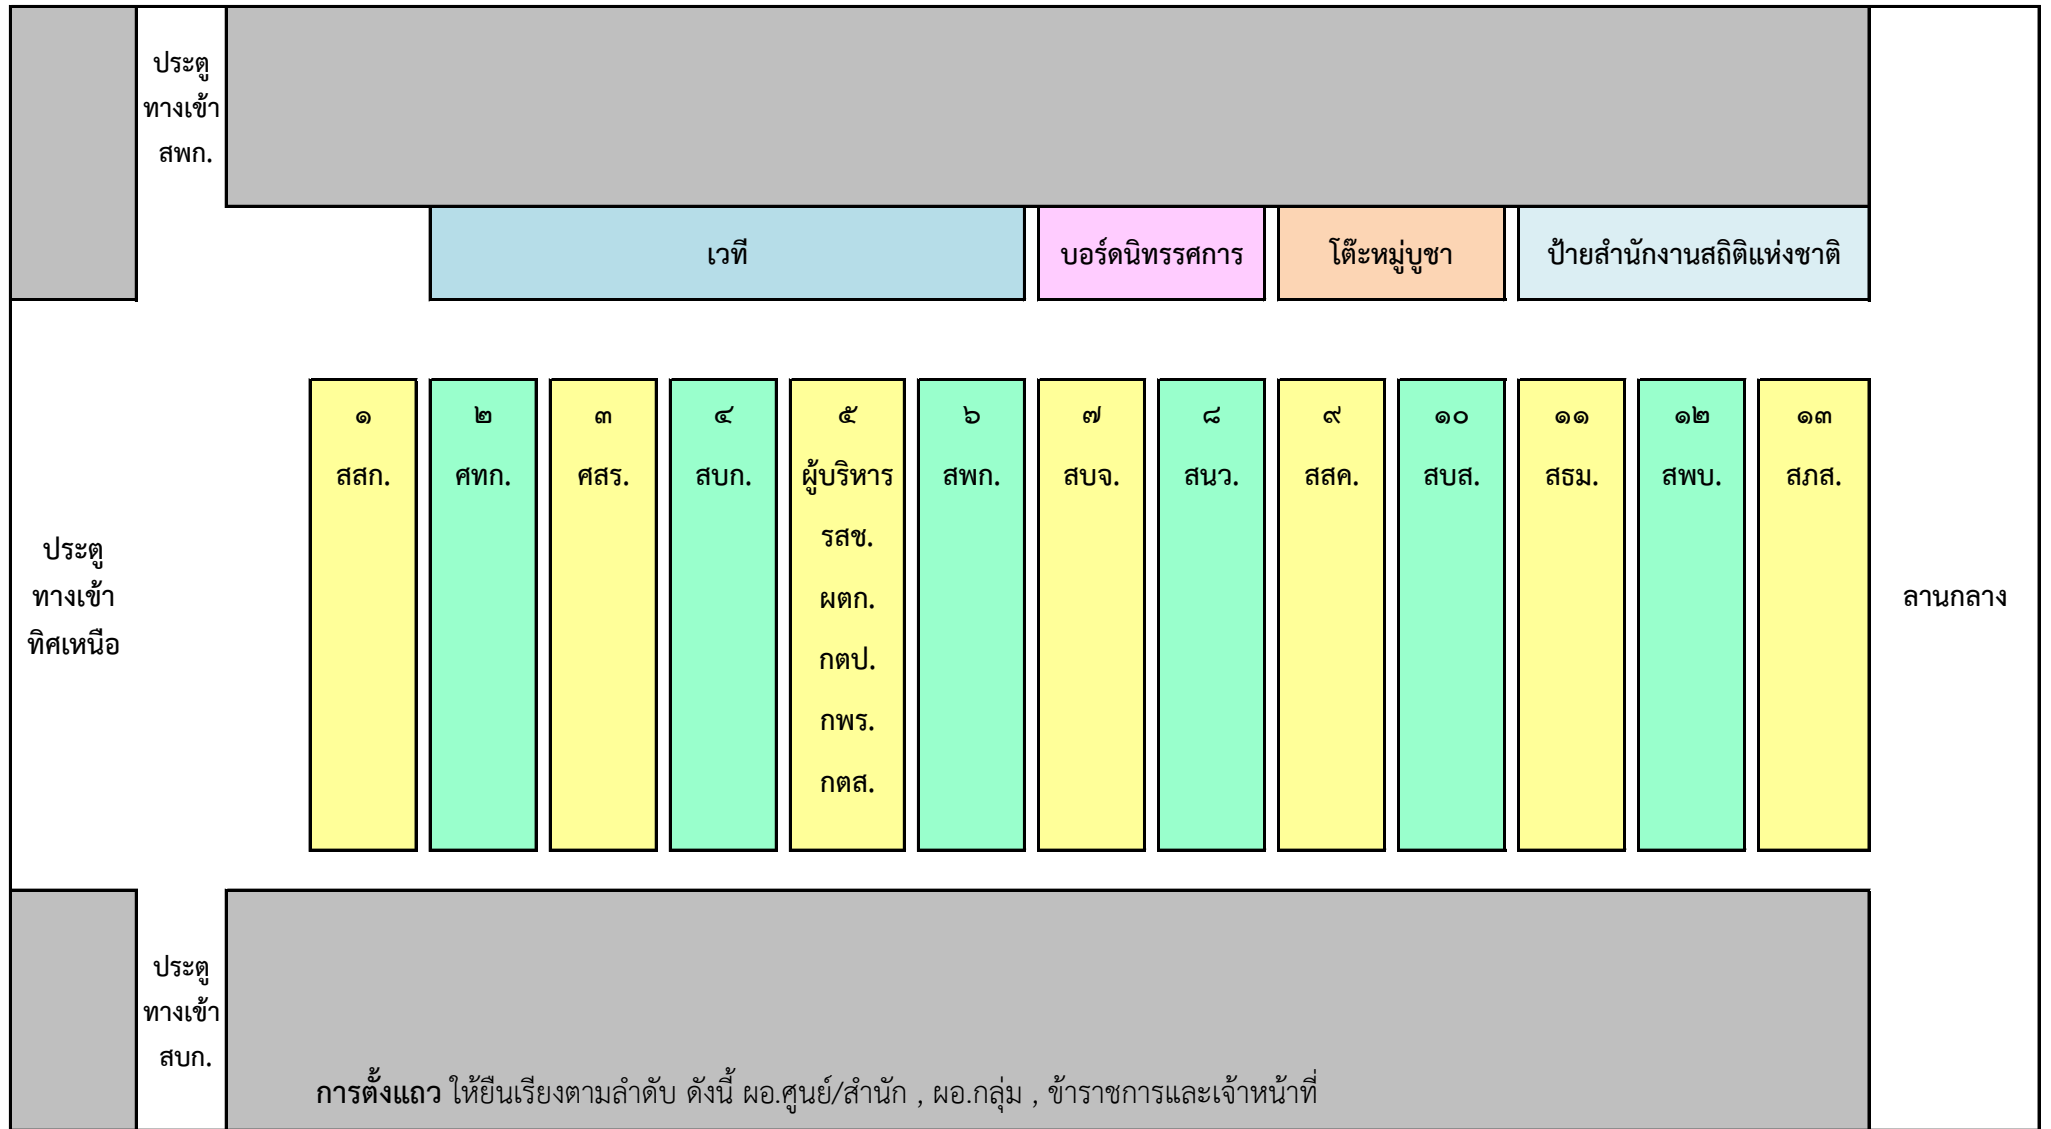 ประตู
ทางเข้า
สพก.
เวที
บอร์ดนิทรรศการ
โต๊ะหมู่บูชา
ป้ายสำนักงานสถิติแห่งชาติ
๑
สสก.
๒
ศทก.
๓
ศสร.
๔
สบก.
๕
ผู้บริหาร
รสช.
ผตก.
กตป.
กพร.
กตส.
๖
สพก.
๗
สบจ.
๘
สนว.
๙
สสค.
๑๐
สบส.
๑๑
สธม.
๑๒
สพบ.
๑๓
สภส.
ประตู
ทางเข้า
ทิศเหนือ
ลานกลาง
ประตู
ทางเข้า
สบก.
การตั้งแถว ให้ยืนเรียงตามลำดับ ดังนี้ ผอ.ศูนย์/สำนัก , ผอ.กลุ่ม , ข้าราชการและเจ้าหน้าที่